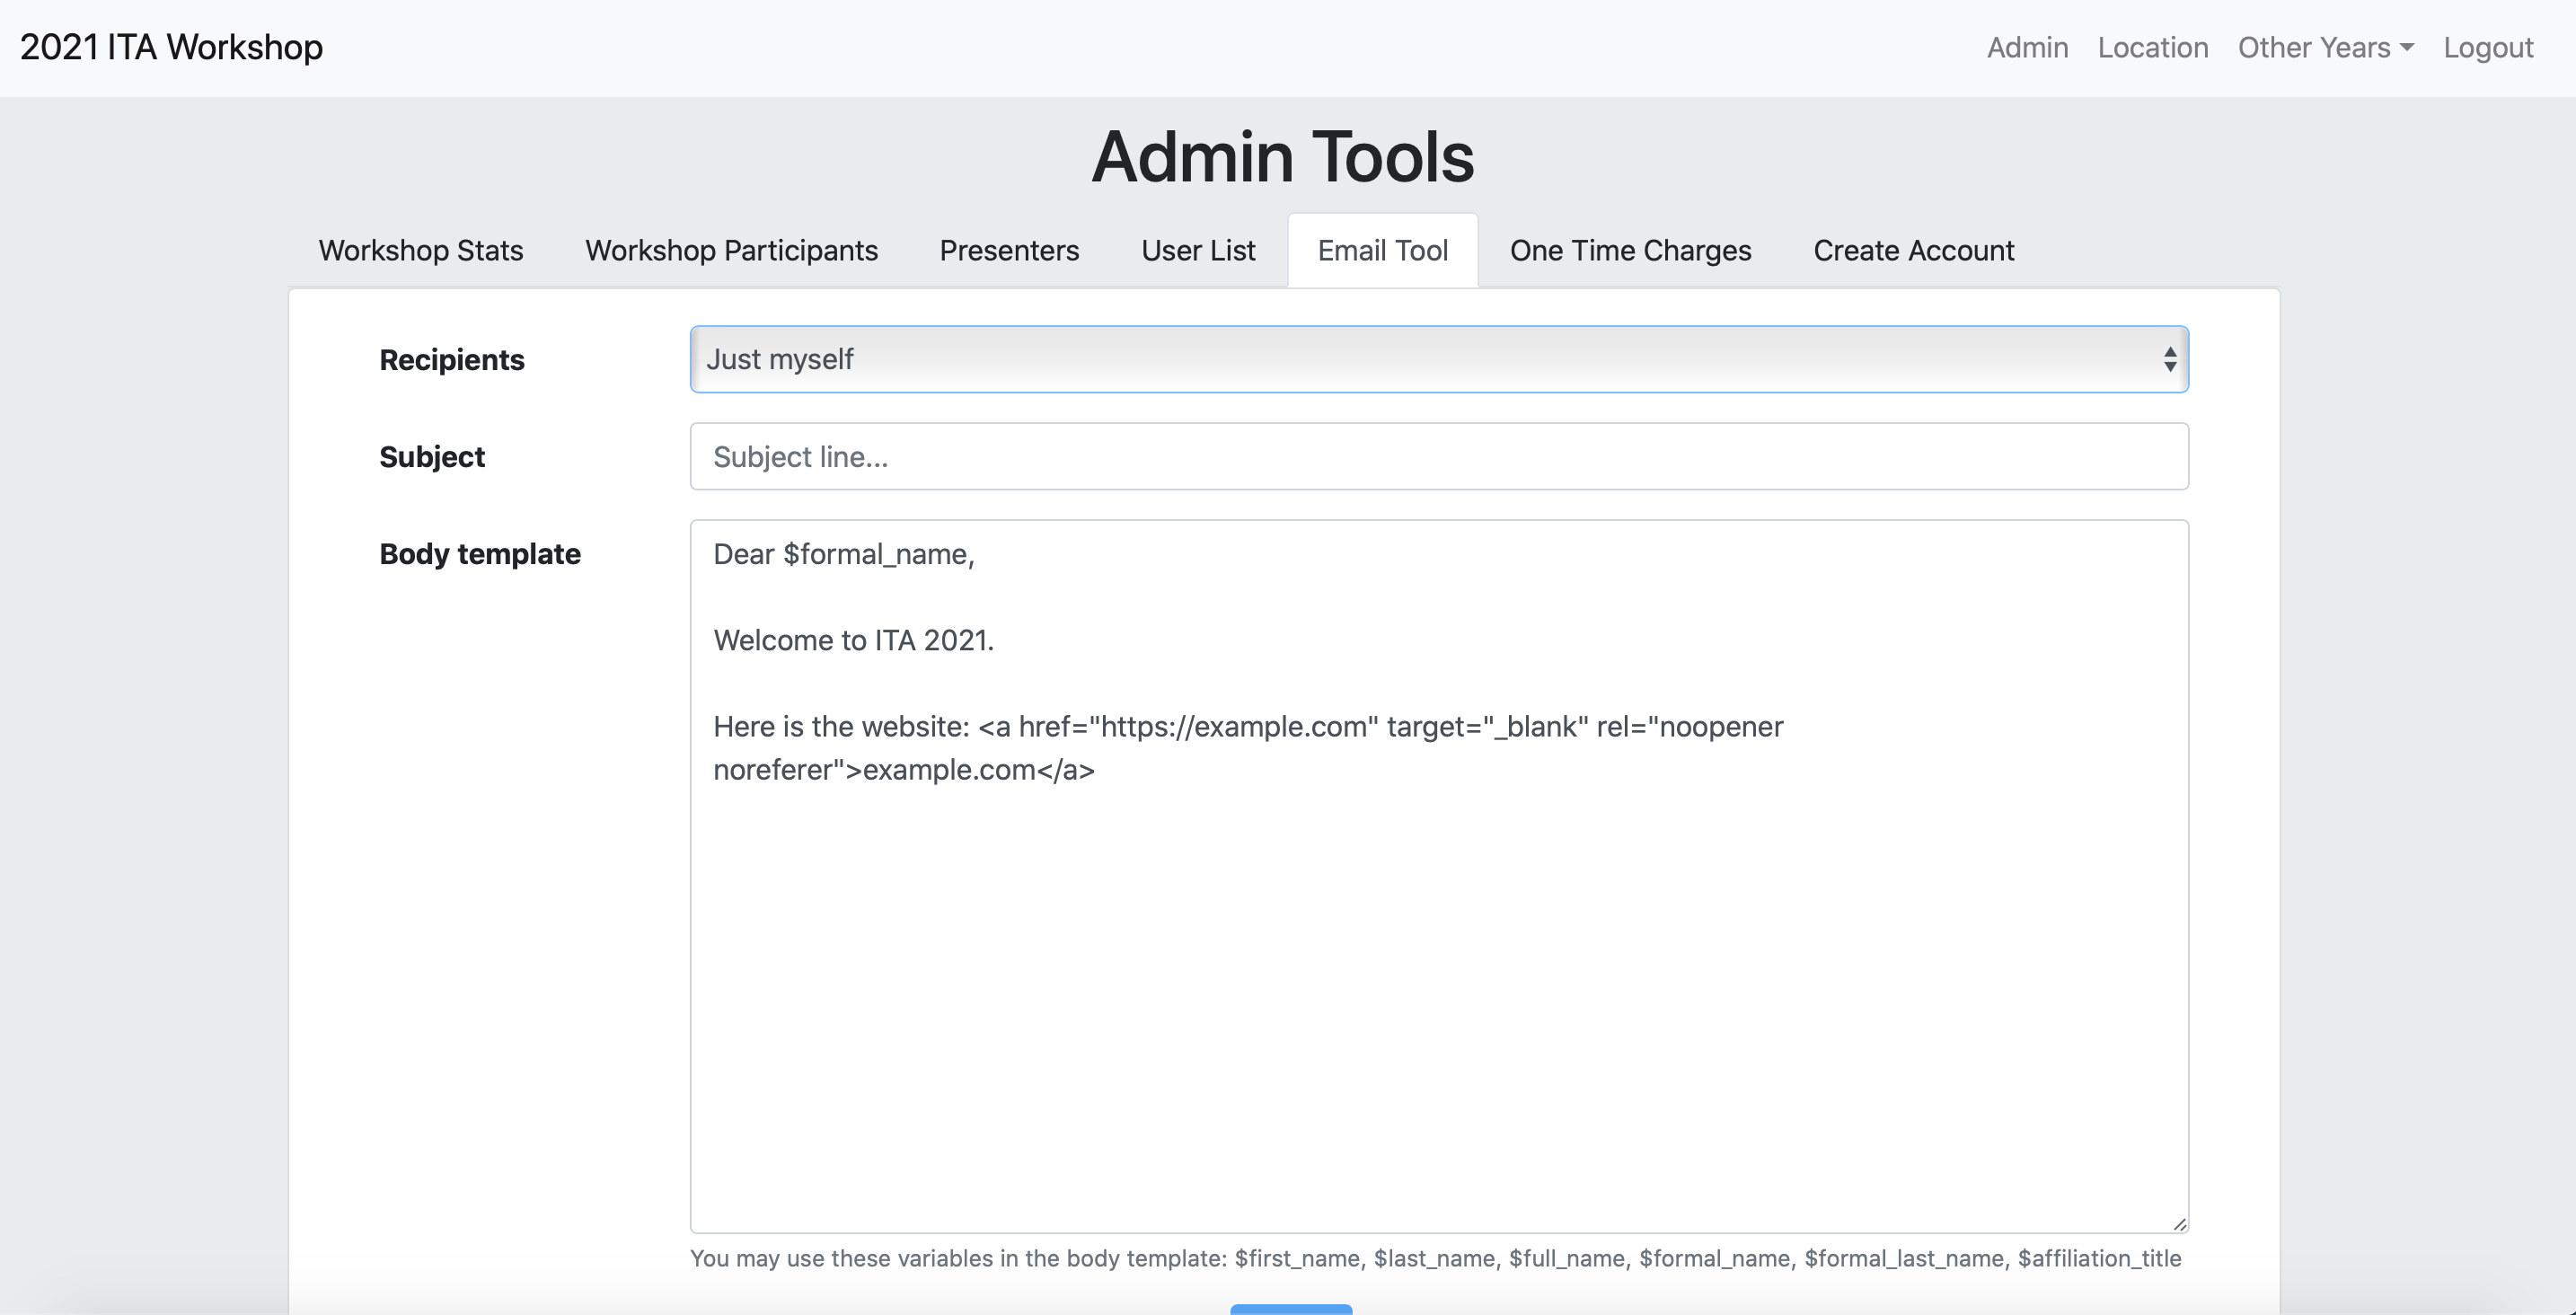 2021 ITA Workshop
Admin Location Other Years Logout
Admin Tools
Workshop Stats Workshop Participants Presenters User List Email Tool One Time Charges Create Account
Recipients Just myself
Subject Subject line...
Body template
Dear $formal_name,
Welcome to ITA 2021.
Here is the website: <a href="https://example.com" target="_blank" rel="noopener
noreferer">example.com</a>
You may use these variables in the body template: $first_name, $last_name, $full_name, $formal_name, $formal_last_name, $affiliation_title